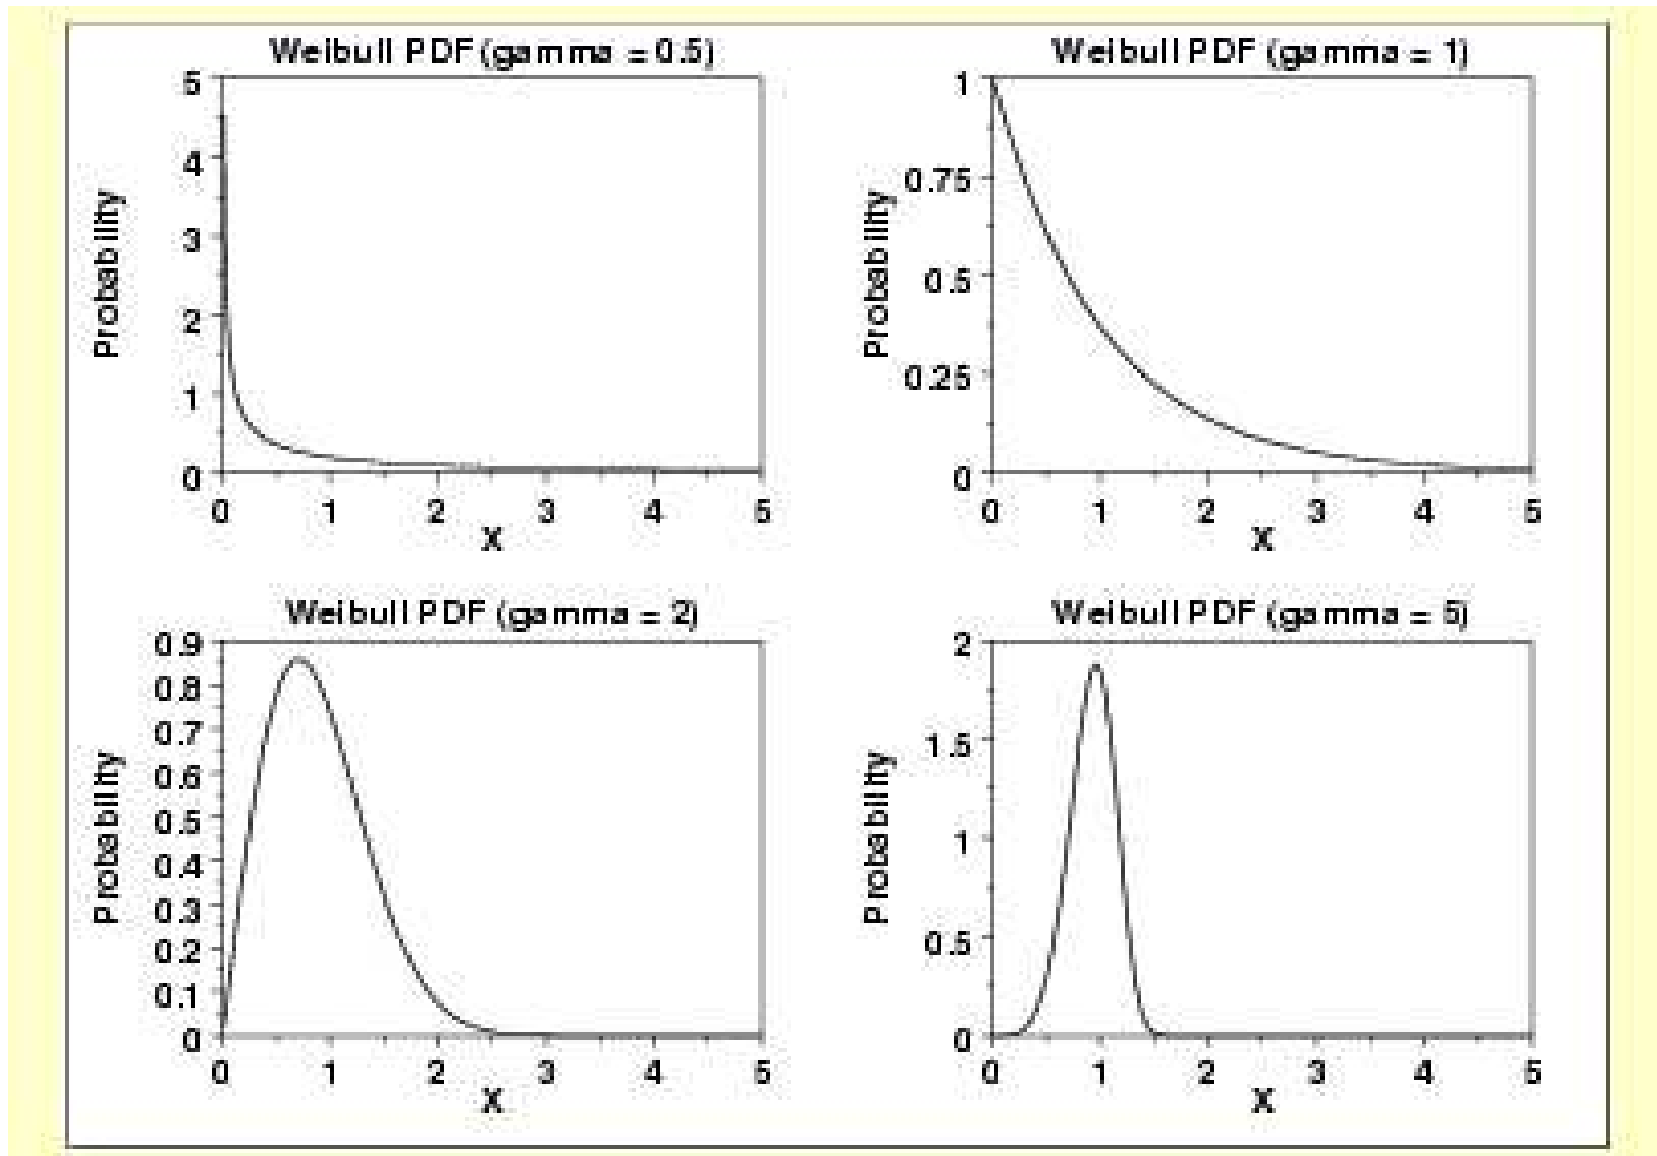 Weibull PDF (gamma = 0.5)
Probability
5
4
3
2
1
0
0 1 2 3 4 5
X
Weibull PDF (gamma = 1)
Probability
1
0.75
0.5
0.25
0
0 1 2 3 4 5
X
Weibull PDF (gamma = 2)
Probability
0.9
0.8
0.7
0.6
0.5
0.4
0.3
0.2
0.1
0
0 1 2 3 4 5
X
Weibull PDF (gamma = 5)
Probability
2
1.5
1
0.5
0
0 1 2 3 4 5
X